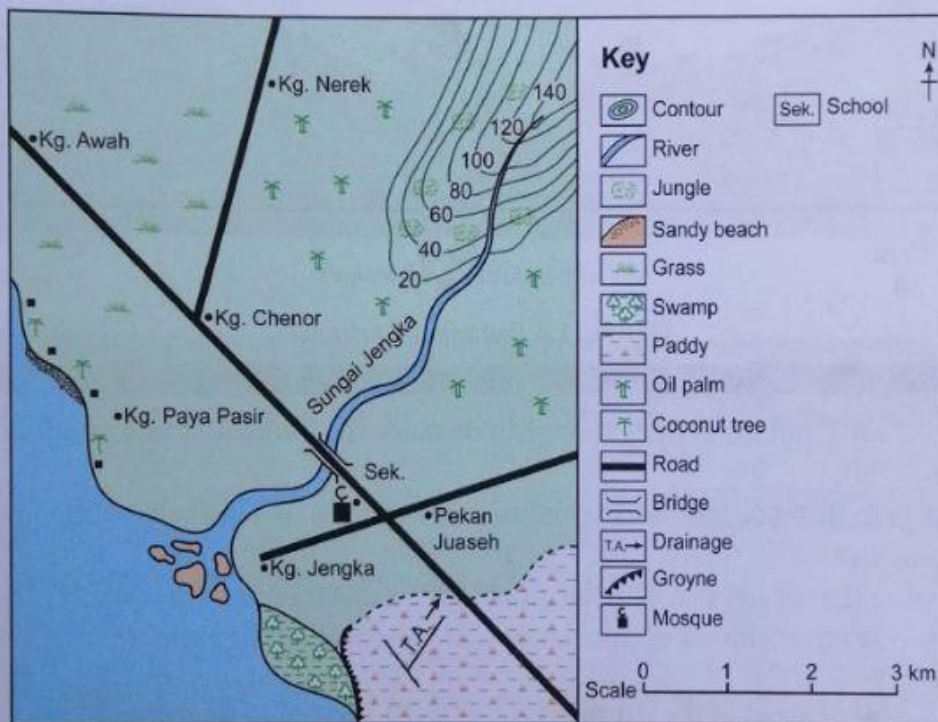 Kg. Nerek
Kg. Awah
140
120
100
80
60
40
20
Kg. Chenor
Sungai Jengka
Kg. Paya Pasir
Sek.
Pekan
Juaseh
Kg. Jengka
T.A.
Key
N
Contour
Sek. School
River
Jungle
Sandy beach
Grass
Swamp
Paddy
Oil palm
Coconut tree
Road
Bridge
T.A. Drainage
Groyne
Mosque
Scale 0 1 2 3 km